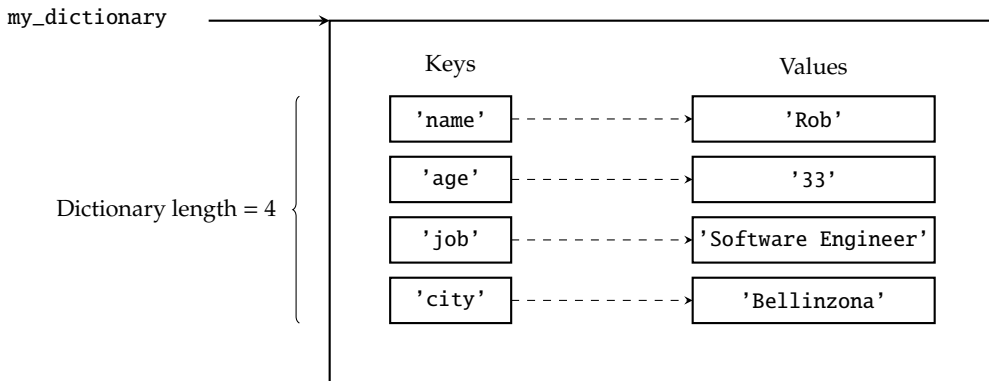 my_dictionary
Keys Values
'name' 'Rob'
'age' '33'
Dictionary length = 4
'job' 'Software Engineer'
'city' 'Bellinzona'